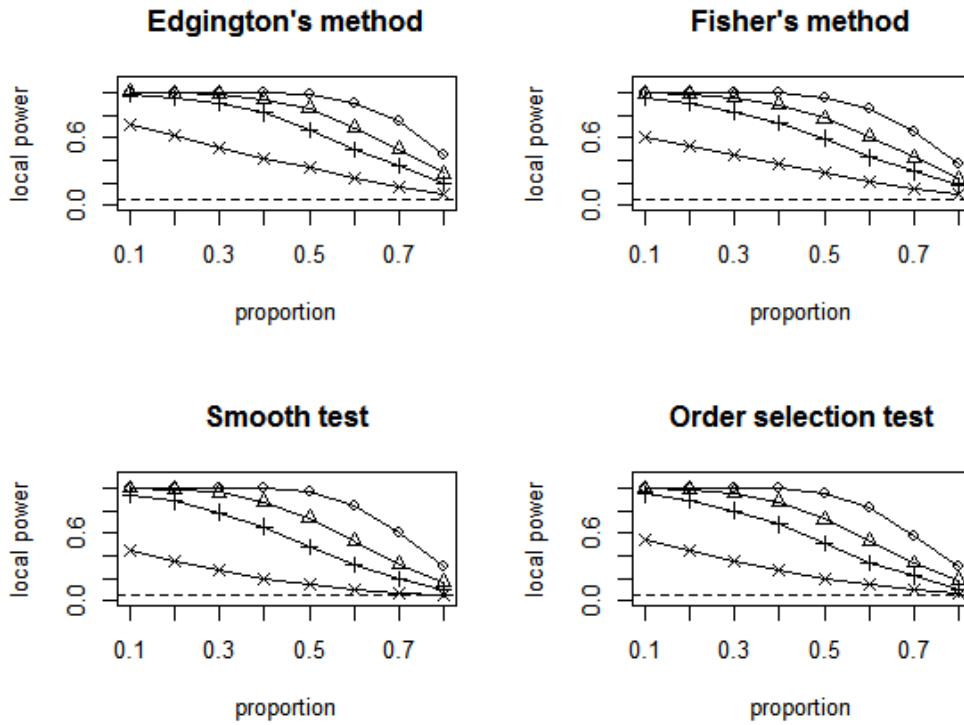 Edgington's method
local power
0.6
0.0
0.1 0.3 0.5 0.7
proportion
Fisher's method
local power
0.6
0.0
0.1 0.3 0.5 0.7
proportion
Smooth test
local power
0.6
0.0
0.1 0.3 0.5 0.7
proportion
Order selection test
local power
0.6
0.0
0.1 0.3 0.5 0.7
proportion